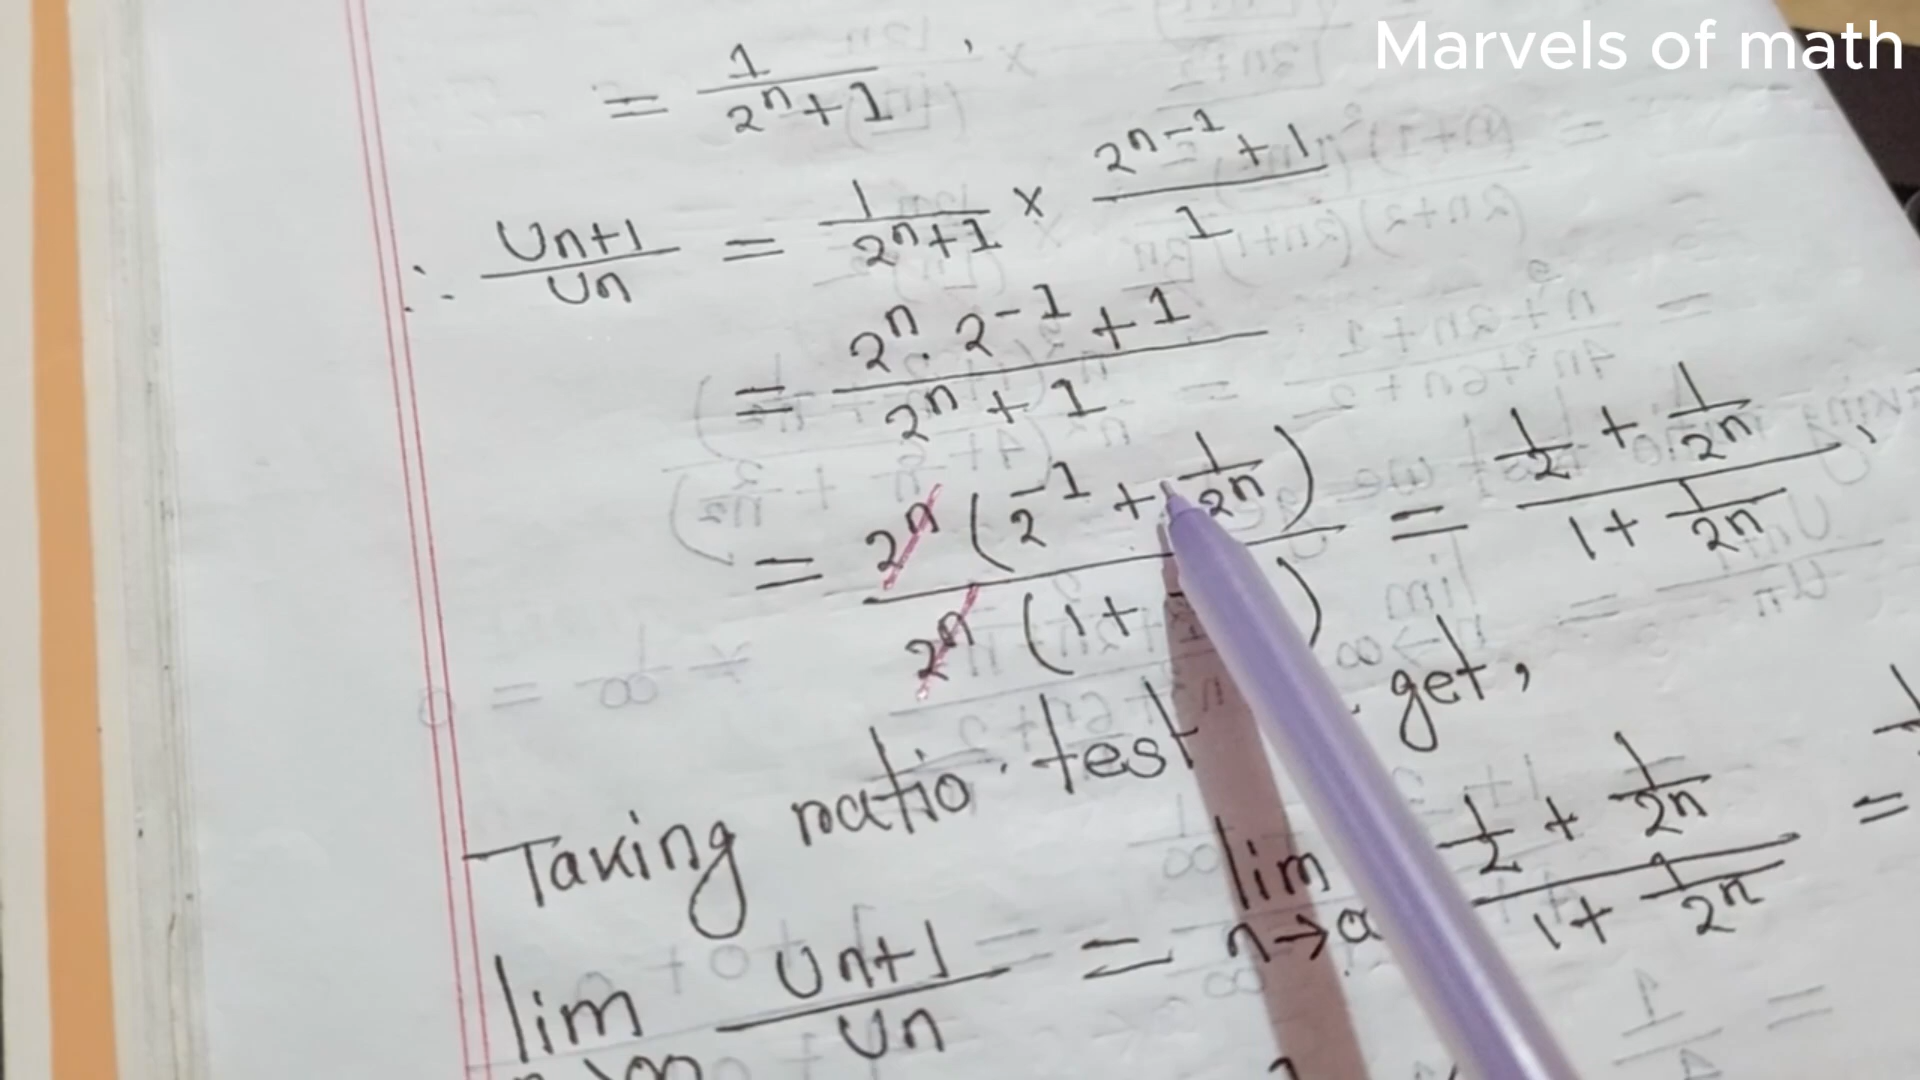 Marvels of math
= 1/(2^n + 1) ,
∴ Un+1/Un = 1/(2^n + 1) × (2^(n-1) + 1)/1
= (2^n . 2^-1 + 1)/(2^n + 1)
= 2^n (2^-1 + 1/2^n)/2^n (1 + ) = (1/2 + 1/2^n)/(1 + 1/2^n) ,
Taking ratio test get,
lim Un+1/Un = lim n→ (1/2 + 1/2^n)/(1 + 1/2^n) =